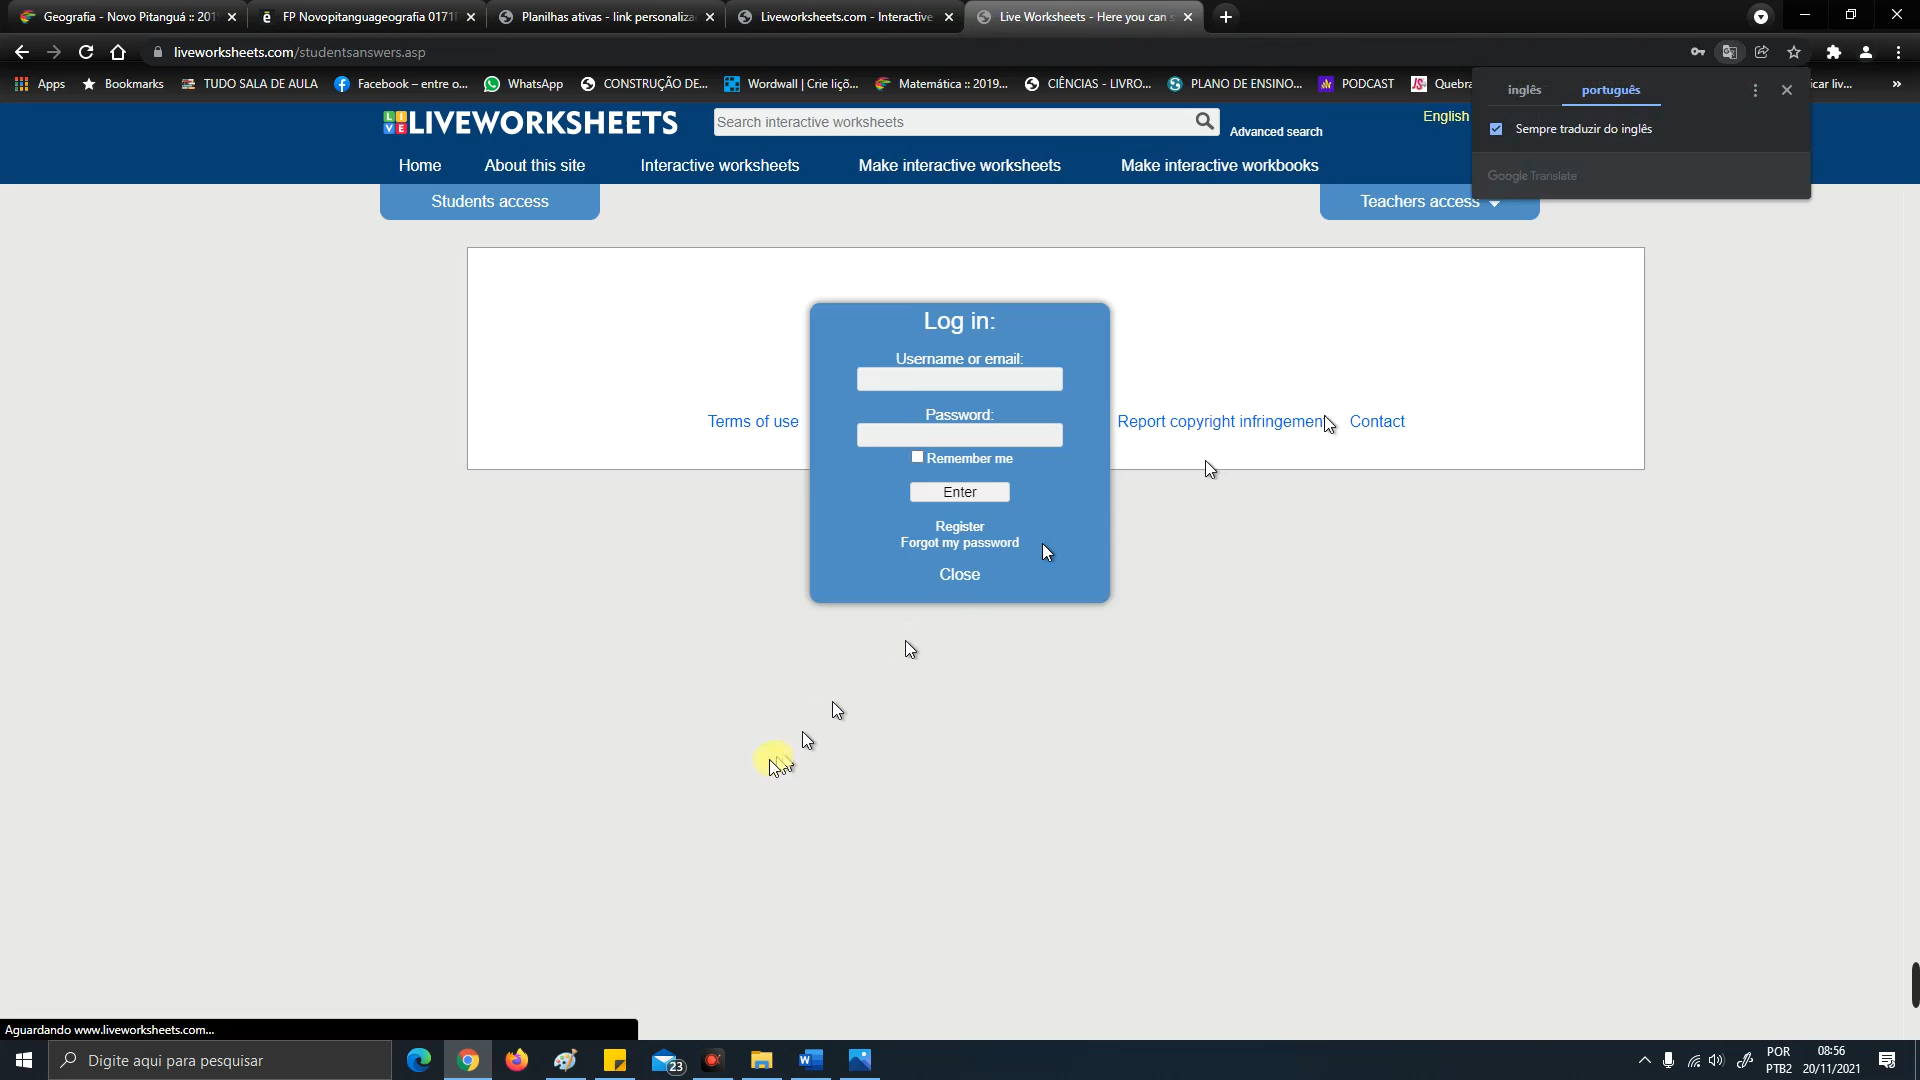 Geografia - Novo Pitanguá :: 201
FP Novopitanguageografia 0171
Planilhas ativas - link personaliza
Liveworksheets.com - Interactive
Live Worksheets - Here you can s
liveworksheets.com/studentsanswers.asp
Apps
Bookmarks
TUDO SALA DE AULA
Facebook – entre o...
WhatsApp
CONSTRUÇÃO DE...
Wordwall | Crie liçõ...
Matemática :: 2019...
CIÊNCIAS - LIVRO...
PLANO DE ENSINO...
PODCAST
Quebra
icar liv...
»
inglês
português
Sempre traduzir do inglês
Google Translate
LIVE
LIVEWORKSHEETS
Search interactive worksheets
Advanced search
English
Home
About this site
Interactive worksheets
Make interactive worksheets
Make interactive workbooks
Students access
Teachers access
Log in:
Username or email:
Password:
Remember me
Enter
Register
Forgot my password
Close
Terms of use
Report copyright infringement
Contact
Aguardando www.liveworksheets.com...
Digite aqui para pesquisar
23
POR
PTB2
08:56
20/11/2021